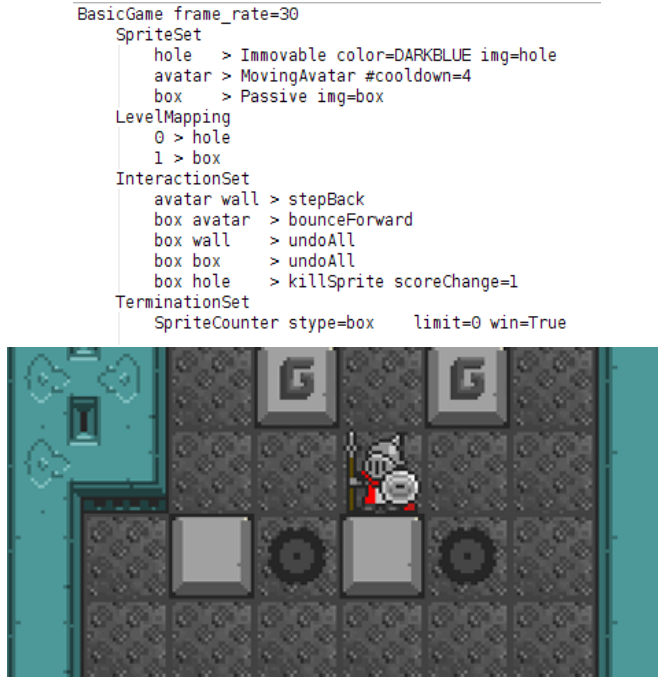 BasicGame frame_rate=30
SpriteSet
hole > Immovable color=DARKBLUE img=hole
avatar > MovingAvatar #cooldown=4
box > Passive img=box
LevelMapping
0 > hole
1 > box
InteractionSet
avatar wall > stepBack
box avatar > bounceForward
box wall > undoAll
box box > undoAll
box hole > killSprite scoreChange=1
TerminationSet
SpriteCounter stype=box limit=0 win=True
G G